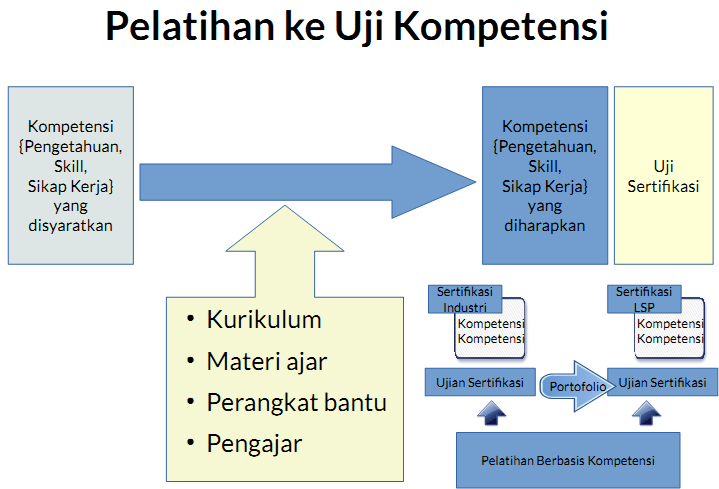 Pelatihan ke Uji Kompetensi
Kompetensi
{Pengetahuan,
Skill,
Sikap Kerja}
yang
disyaratkan
Kompetensi
{Pengetahuan,
Skill,
Sikap Kerja}
yang
diharapkan
Uji
Sertifikasi
• Kurikulum
• Materi ajar
• Perangkat bantu
• Pengajar
Sertifikasi
Industri
Kompetensi
Kompetensi
Sertifikasi
LSP
Kompetensi
Kompetensi
Ujian Sertifikasi
Portofolio
Ujian Sertifikasi
Pelatihan Berbasis Kompetensi